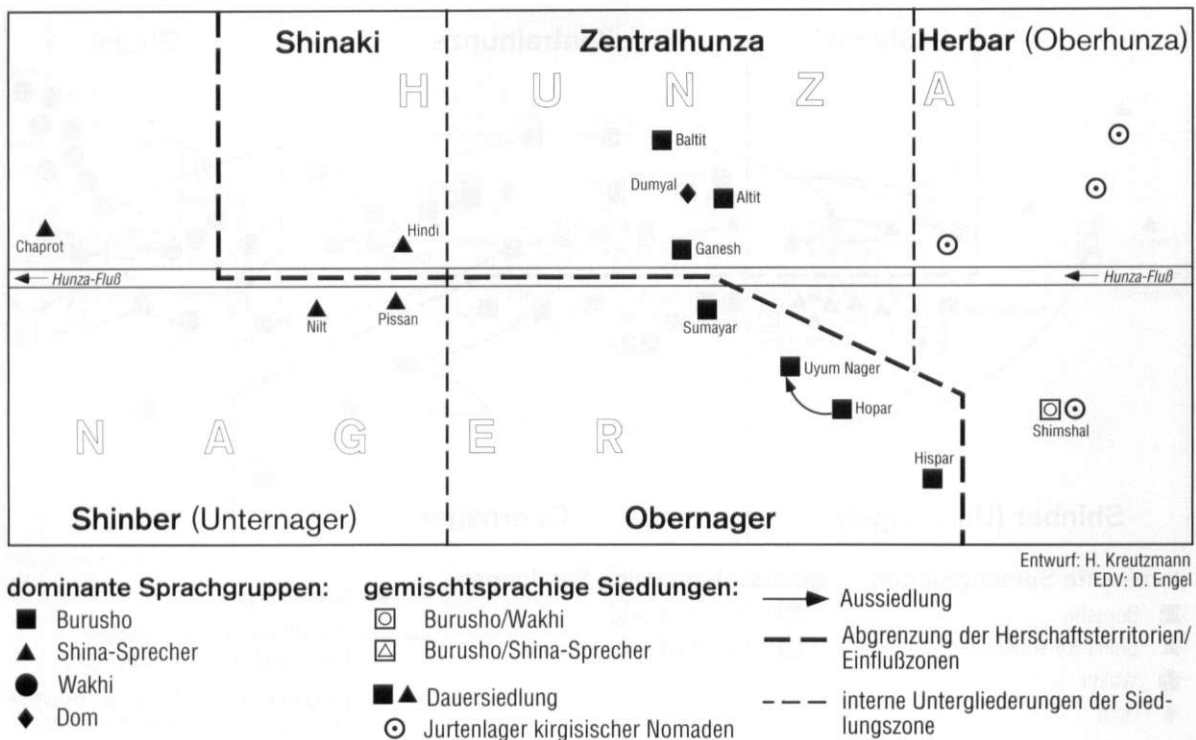 Shinaki
Zentralhunza
Herbar (Oberhunza)
H U N Z A
Baltit
Dumyal
Altit
Chaprot
Hindi
Ganesh
Hunza-Fluß
Hunza-Fluß
Nilt
Pissan
Sumayar
Uyum Nager
Hopar
Shimshal
N A G E R
Hispar
Shinber (Unternager)
Obernager
Entwurf: H. Kreutzmann
EDV: D. Engel
dominante Sprachgruppen:
Burusho
Shina-Sprecher
Wakhi
Dom
gemischtsprachige Siedlungen:
Burusho/Wakhi
Burusho/Shina-Sprecher
Dauersiedlung
Jurtenlager kirgisischer Nomaden
Aussiedlung
Abgrenzung der Herschaftsterritorien/
Einflußzonen
interne Untergliederungen der Sied-
lungszone